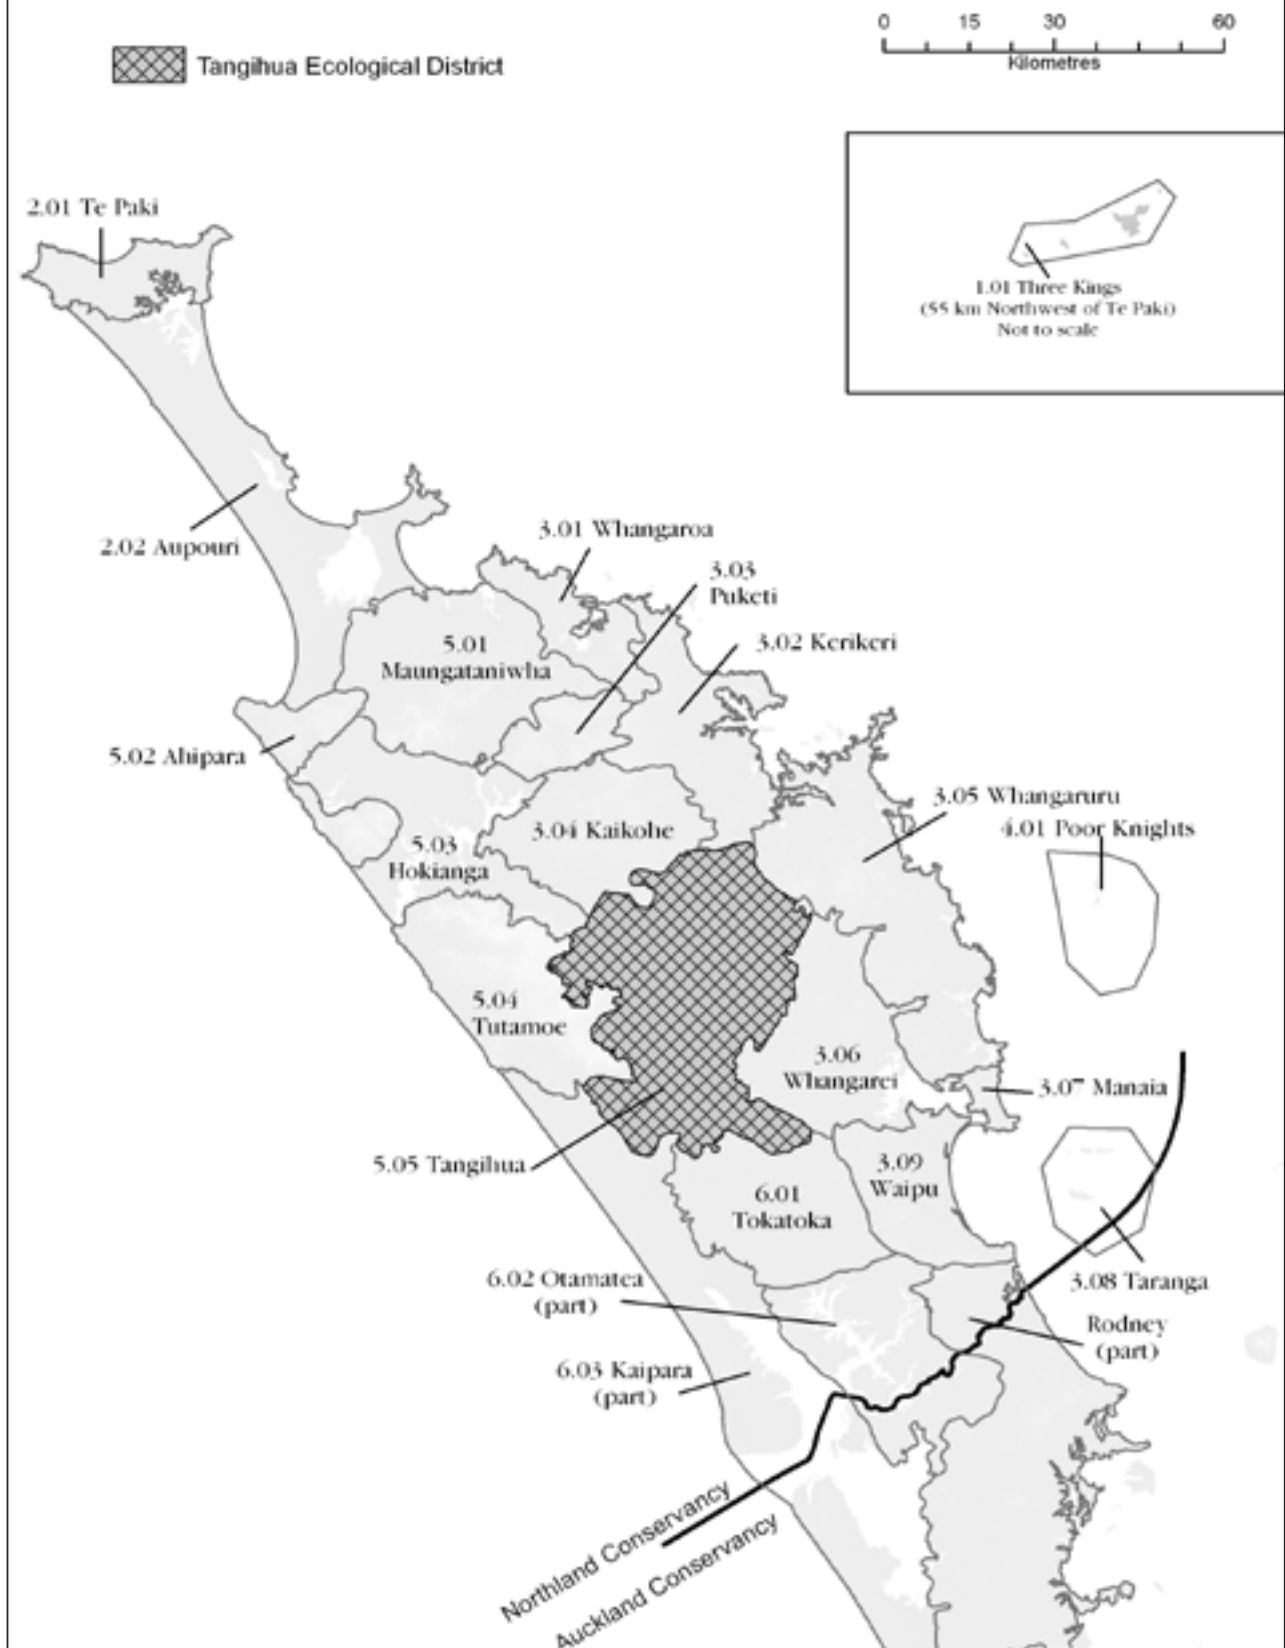 0 15 30 60
Kilometres
Tangihua Ecological District
2.01 Te Paki
1.01 Three Kings
(55 km Northwest of Te Paki)
Not to scale
2.02 Aupouri
3.01 Whangaroa
3.03
Puketi
3.02 Kerikeri
5.01
Maungataniwha
5.02 Ahipara
3.05 Whangaruru
4.01 Poor Knights
3.04 Kaikohe
5.03
Hokianga
5.04
Tutamoe
3.06
Whangarei
3.07 Manaia
5.05 Tangihua
3.09
Waipu
6.01
Tokatoka
6.02 Otamatea
(part)
3.08 Taranga
Rodney
(part)
6.03 Kaipara
(part)
Northland Conservancy
Auckland Conservancy